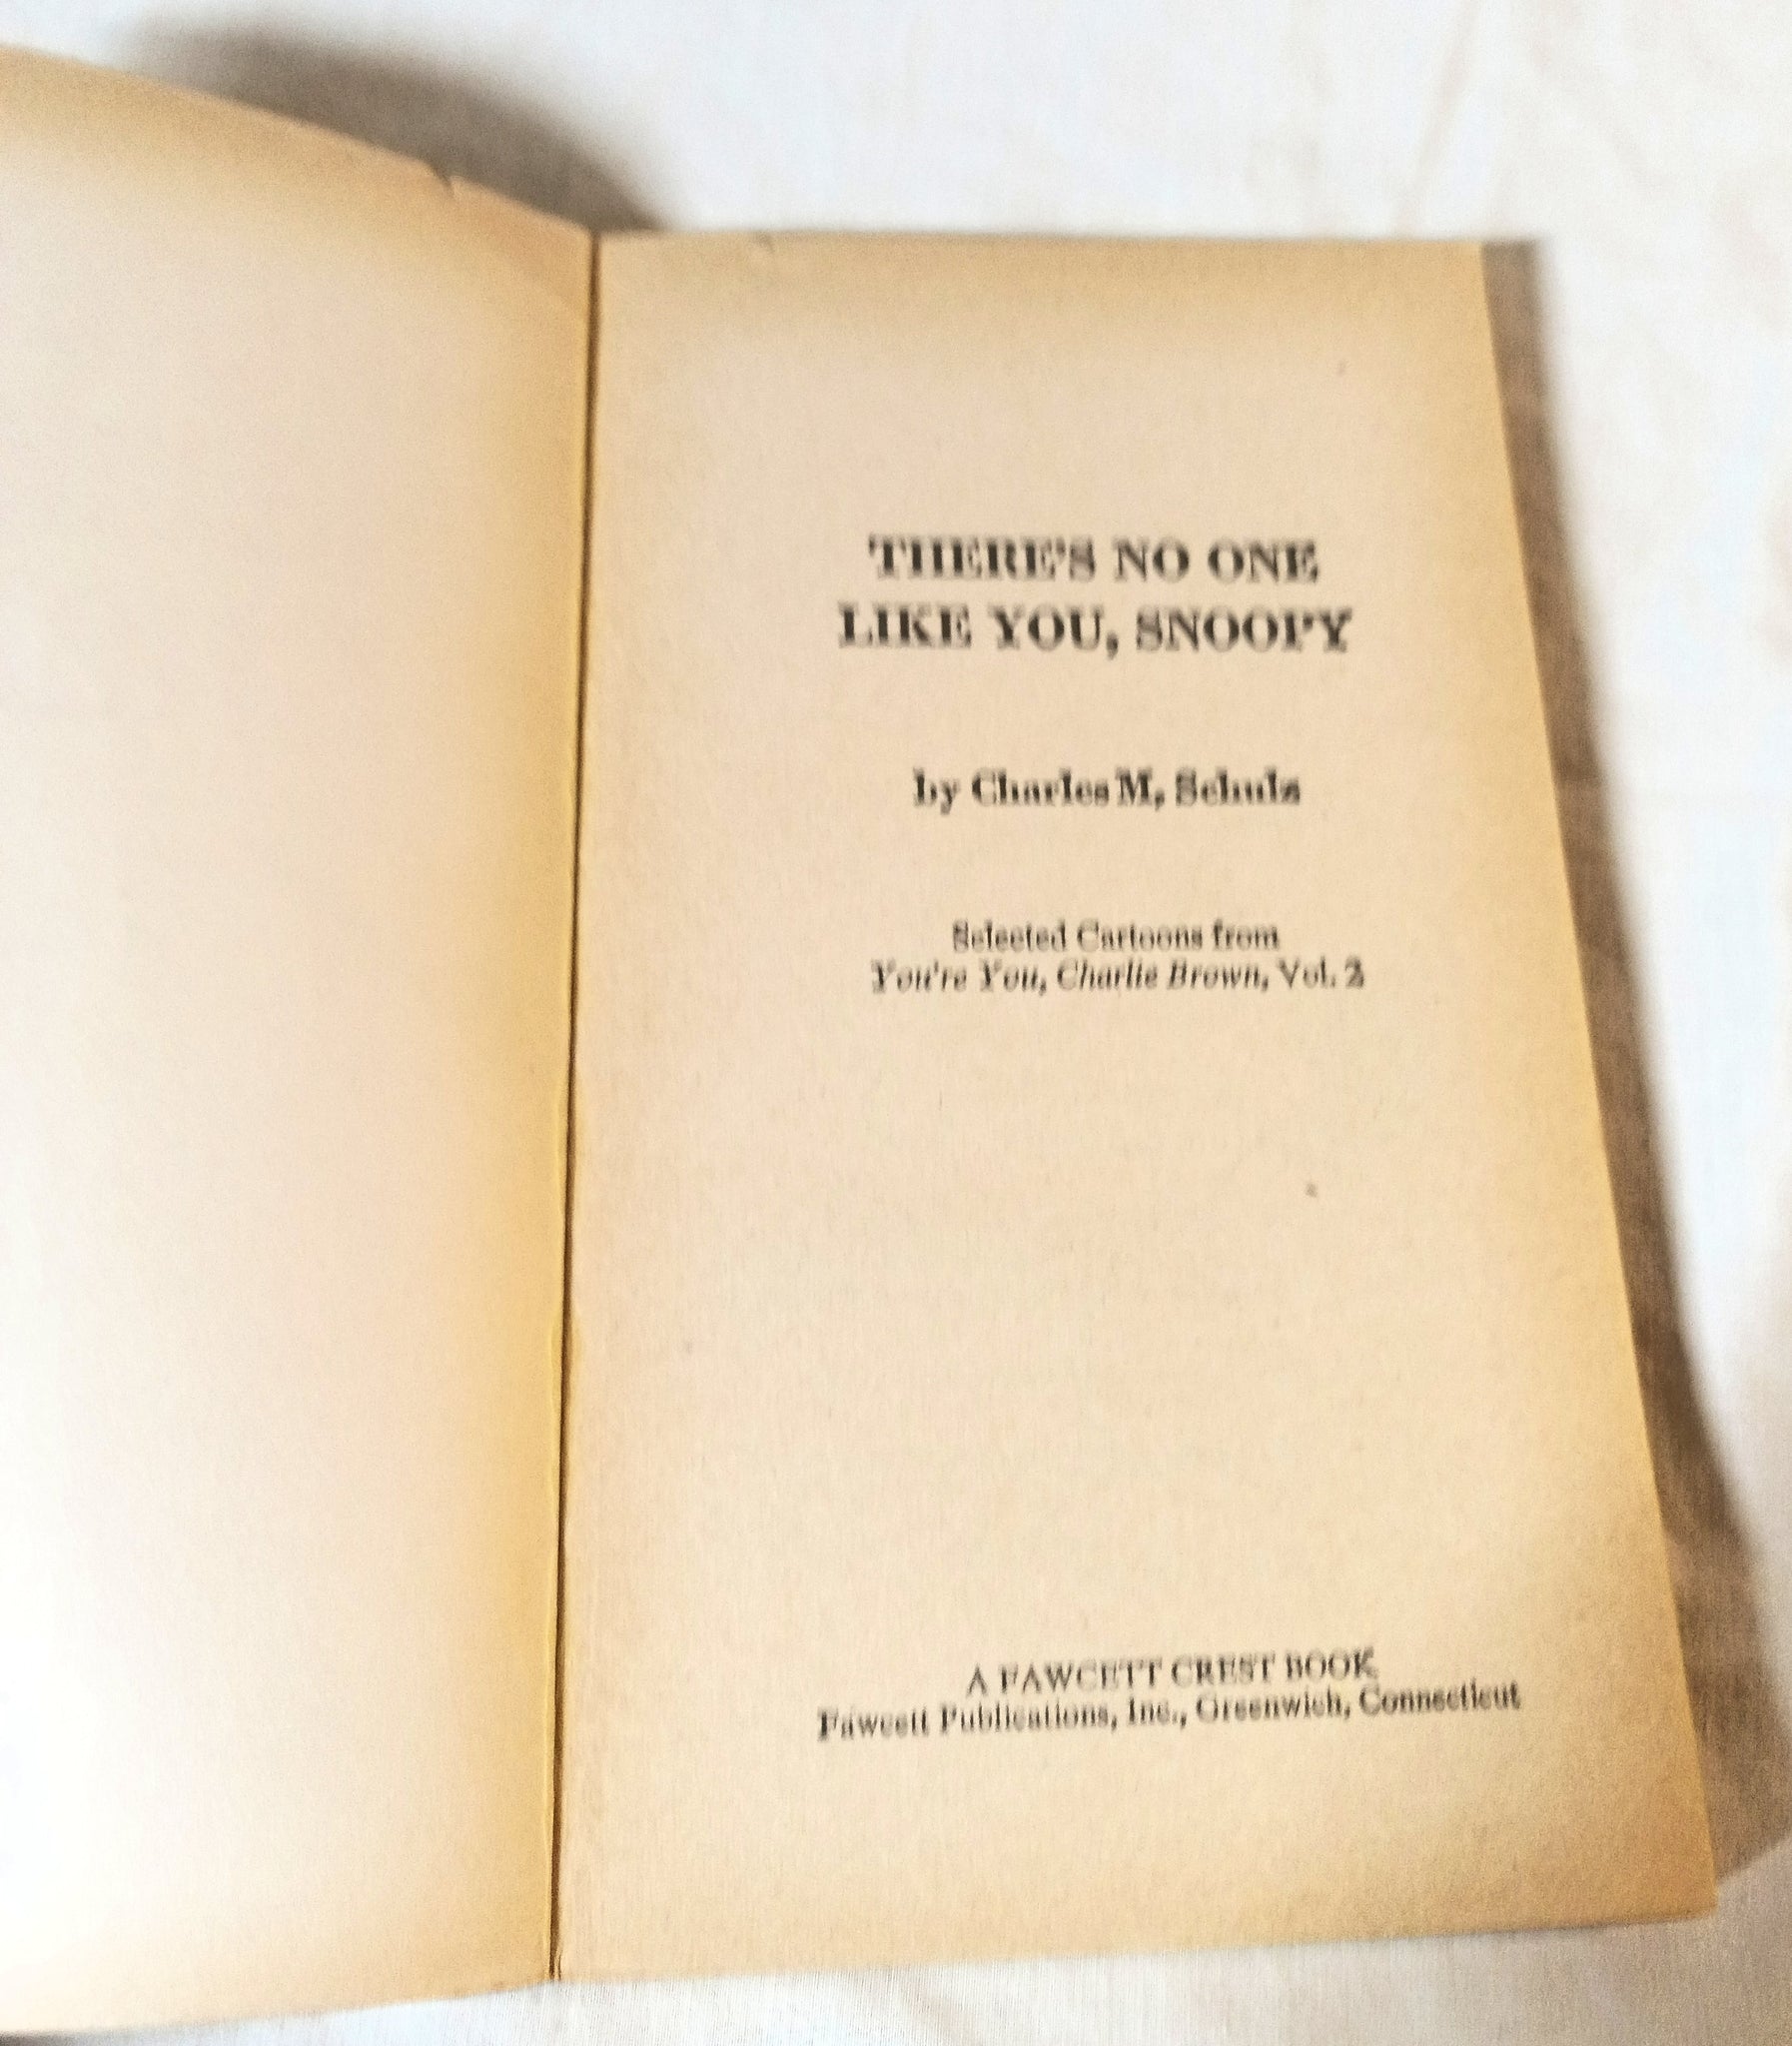 THERE'S NO ONE
LIKE YOU, SNOOPY
by Charles M. Schulz
Selected Cartoons from
You're You, Charlie Brown, Vol. 2
A FAWCETT CREST BOOK
Fawcett Publications, Inc., Greenwich, Connecticut